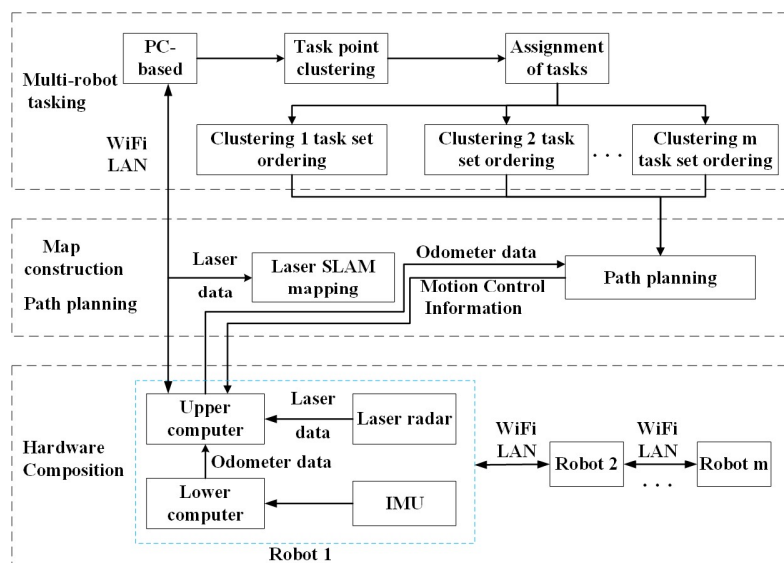 PC-
based
Task point
clustering
Assignment
of tasks
Multi-robot
tasking
WiFi
LAN
Clustering 1 task set
ordering
Clustering 2 task
set ordering
. . .
Clustering m
task set ordering
Map
construction
Path planning
Laser
data
Laser SLAM
mapping
Odometer data
Motion Control
Information
Path planning
Hardware
Composition
Upper
computer
Laser
data
Laser radar
Odometer data
Lower
computer
IMU
Robot 1
WiFi
LAN
Robot 2
WiFi
LAN
. . .
Robot m